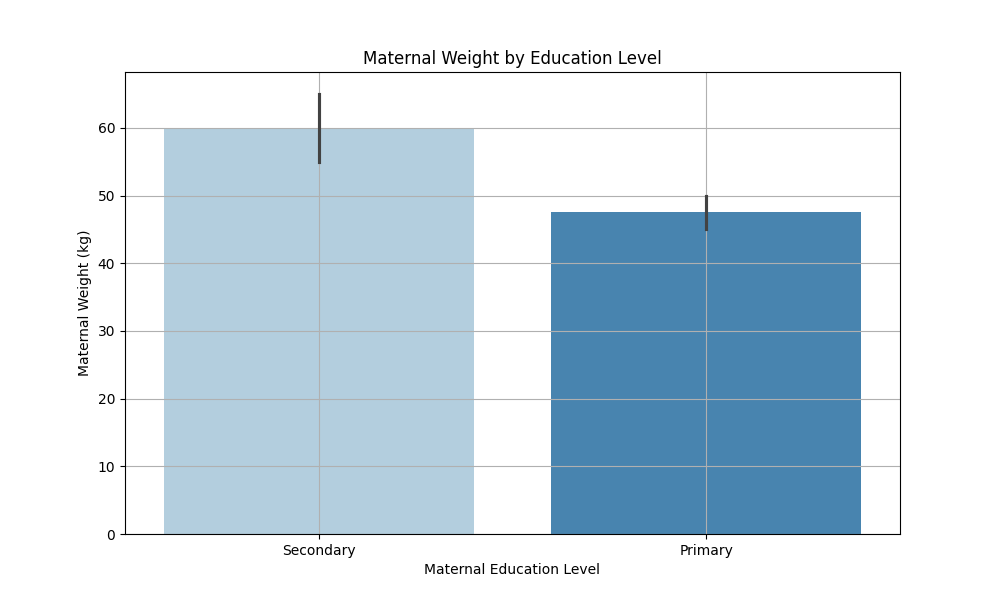 Maternal Weight by Education Level
Maternal Weight (kg)
60
50
40
30
20
10
0
Secondary
Primary
Maternal Education Level